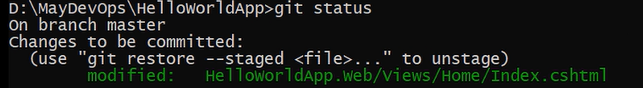 D:\MayDevOps\HelloWorldApp>git status
On branch master
Changes to be committed:
  (use "git restore --staged <file>..." to unstage)
        modified:   HelloWorldApp.Web/Views/Home/Index.cshtml